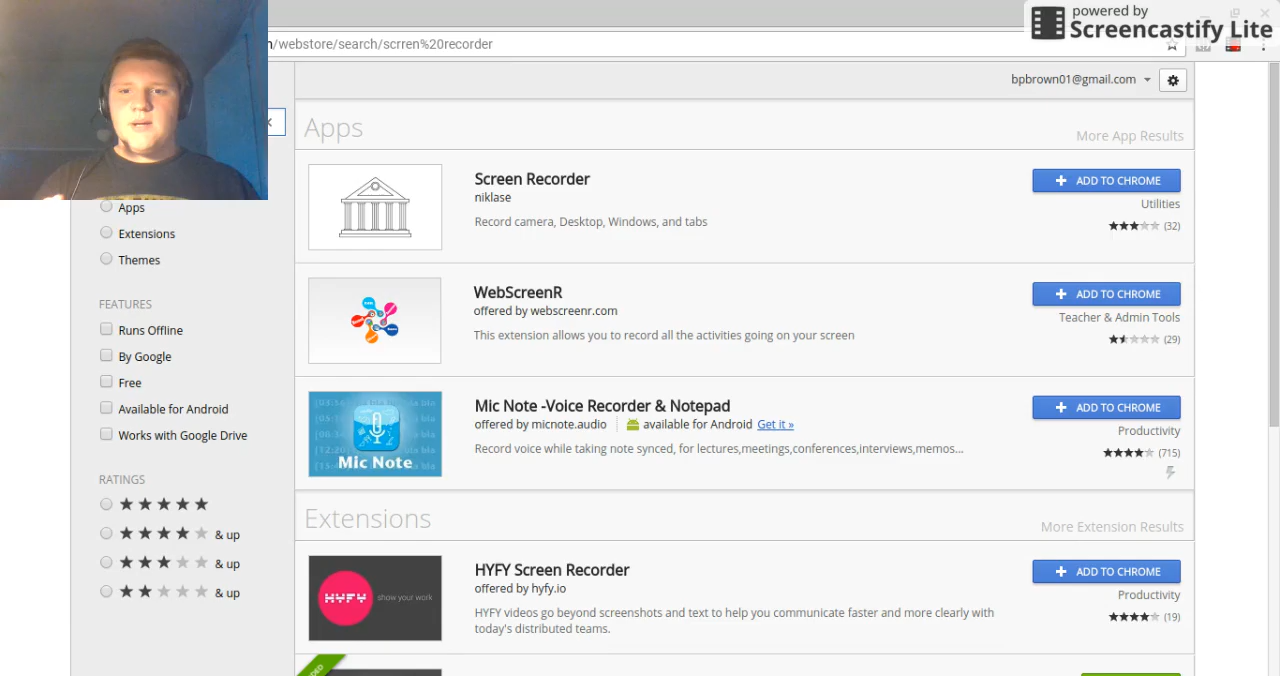 powered by
Screencastify Lite
/webstore/search/scrren%20recorder
bpbrown01@gmail.com
Apps
More App Results
Screen Recorder
niklase
Record camera, Desktop, Windows, and tabs
ADD TO CHROME
Utilities
(32)
WebScreenR
offered by webscreenr.com
This extension allows you to record all the activities going on your screen
ADD TO CHROME
Teacher & Admin Tools
(29)
Mic Note
Mic Note -Voice Recorder & Notepad
offered by micnote.audio
available for Android Get it »
Record voice while taking note synced, for lectures,meetings,conferences,interviews,memos...
ADD TO CHROME
Productivity
(715)
Extensions
More Extension Results
HYFY show your work
HYFY Screen Recorder
offered by hyfy.io
HYFY videos go beyond screenshots and text to help you communicate faster and more clearly with
today's distributed teams.
ADD TO CHROME
Productivity
(19)
Apps
Extensions
Themes
FEATURES
Runs Offline
By Google
Free
Available for Android
Works with Google Drive
RATINGS
& up
& up
& up